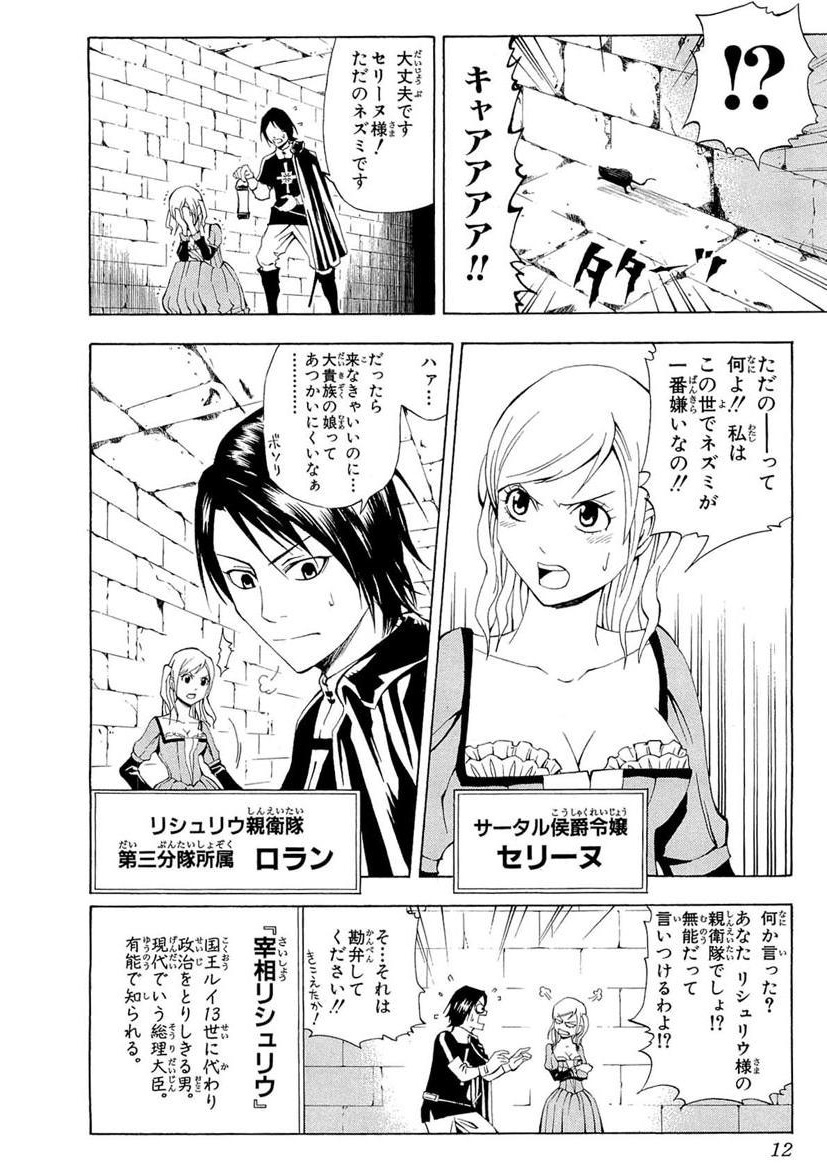 !?
キャアアアア!!
タタターッ
大丈夫です
セリーヌ様!
ただのネズミです
ただの——って
何よ!! 私は
この世でネズミが
一番嫌いなの!!
サータル侯爵令嬢
セリーヌ
ハァ…
だったら
来なきゃいいのに…
大貴族の娘って
あつかいにくいなぁ
…………
ボソリ
リシュリウ親衛隊
第三分隊所属 ロラン
何か言った?
あなた リシュリウ様の
親衛隊でしょ!?
無能だって
言いつけるわよ!?
そ…それは
勘弁して
ください!!
きこえたか!
『宰相リシュリウ』
国王ルイ13世に代わり
政治をとりしきる男。
現代でいう総理大臣。
有能で知られる。
12